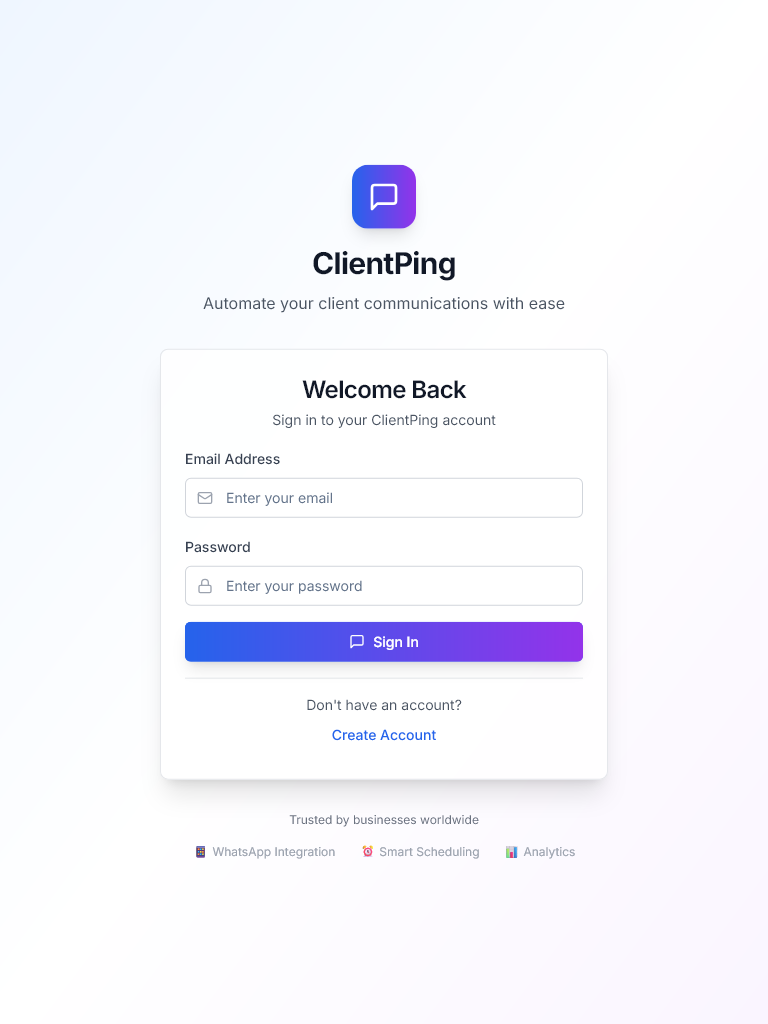 ClientPing
Automate your client communications with ease
Welcome Back
Sign in to your ClientPing account
Email Address
Enter your email
Password
Enter your password
Sign In
Don't have an account?
Create Account
Trusted by businesses worldwide
WhatsApp Integration Smart Scheduling Analytics